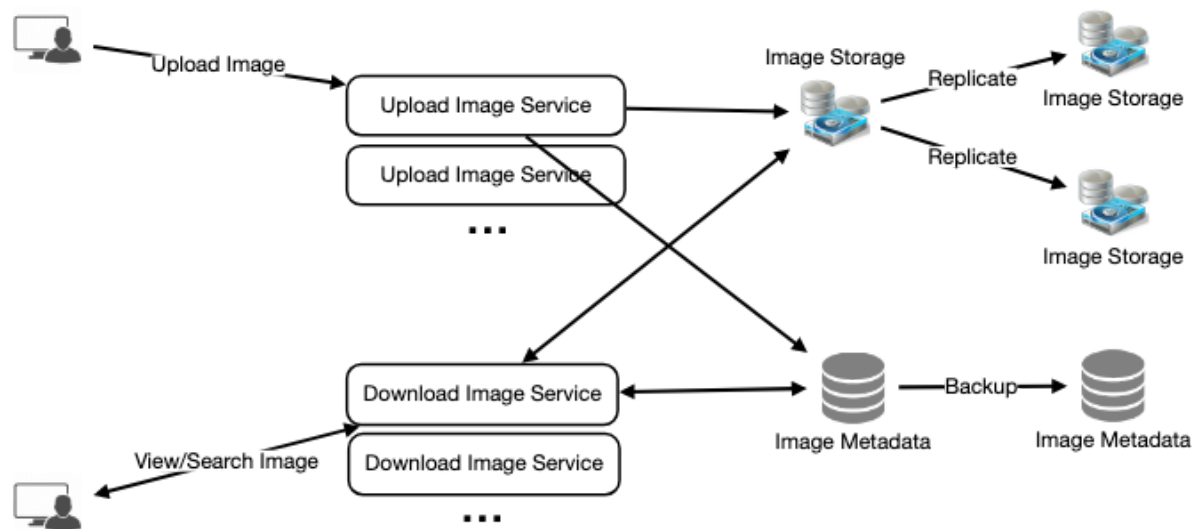 Upload Image
Upload Image Service
Upload Image Service
...
Image Storage
Replicate
Image Storage
Replicate
Image Storage
Download Image Service
Download Image Service
...
View/Search Image
Image Metadata
Backup
Image Metadata